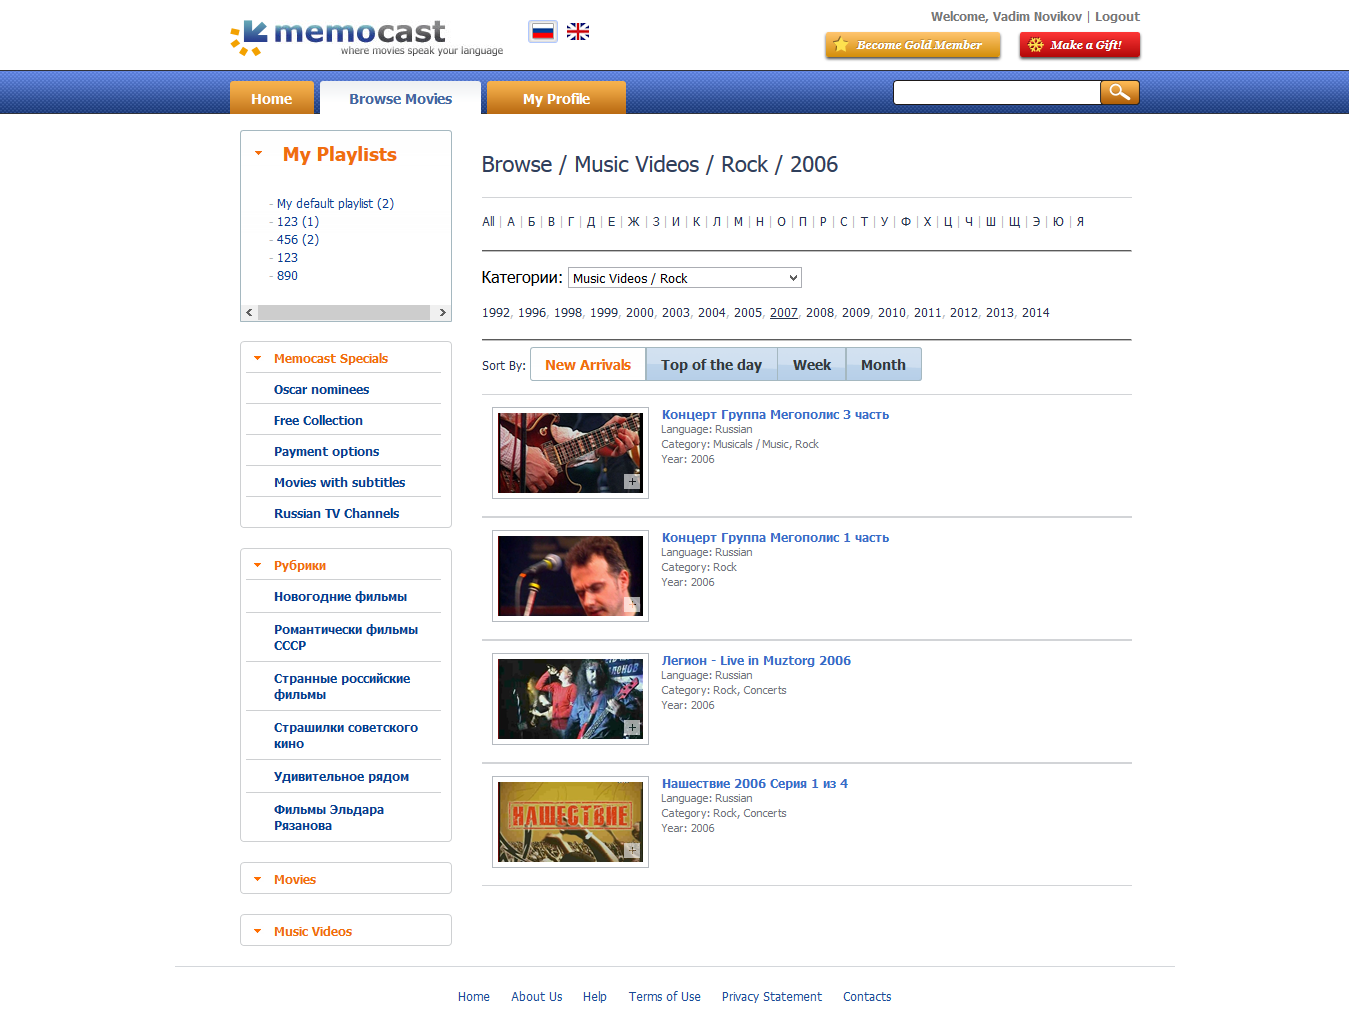 memocast
where movies speak your language
Welcome, Vadim Novikov | Logout
Become Gold Member
Make a Gift!
Home
Browse Movies
My Profile
My Playlists
- My default playlist (2)
- 123 (1)
- 456 (2)
- 123
- 890
Memocast Specials
Oscar nominees
Free Collection
Payment options
Movies with subtitles
Russian TV Channels
Рубрики
Новогодние фильмы
Романтически фильмы
СССР
Странные российские
фильмы
Страшилки советского
кино
Удивительное рядом
Фильмы Эльдара
Рязанова
Movies
Music Videos
Browse / Music Videos / Rock / 2006
All | А | Б | В | Г | Д | Е | Ж | З | И | К | Л | М | Н | О | П | Р | С | Т | У | Ф | Х | Ц | Ч | Ш | Щ | Э | Ю | Я
Категории: Music Videos / Rock
1992, 1996, 1998, 1999, 2000, 2003, 2004, 2005, 2007, 2008, 2009, 2010, 2011, 2012, 2013, 2014
Sort By: New Arrivals Top of the day Week Month
Концерт Группа Мегополис 3 часть
Language: Russian
Category: Musicals / Music, Rock
Year: 2006
Концерт Группа Мегополис 1 часть
Language: Russian
Category: Rock
Year: 2006
Легион - Live in Muztorg 2006
Language: Russian
Category: Rock, Concerts
Year: 2006
НАШЕСТВИЕ
Нашествие 2006 Серия 1 из 4
Language: Russian
Category: Rock, Concerts
Year: 2006
Home About Us Help Terms of Use Privacy Statement Contacts